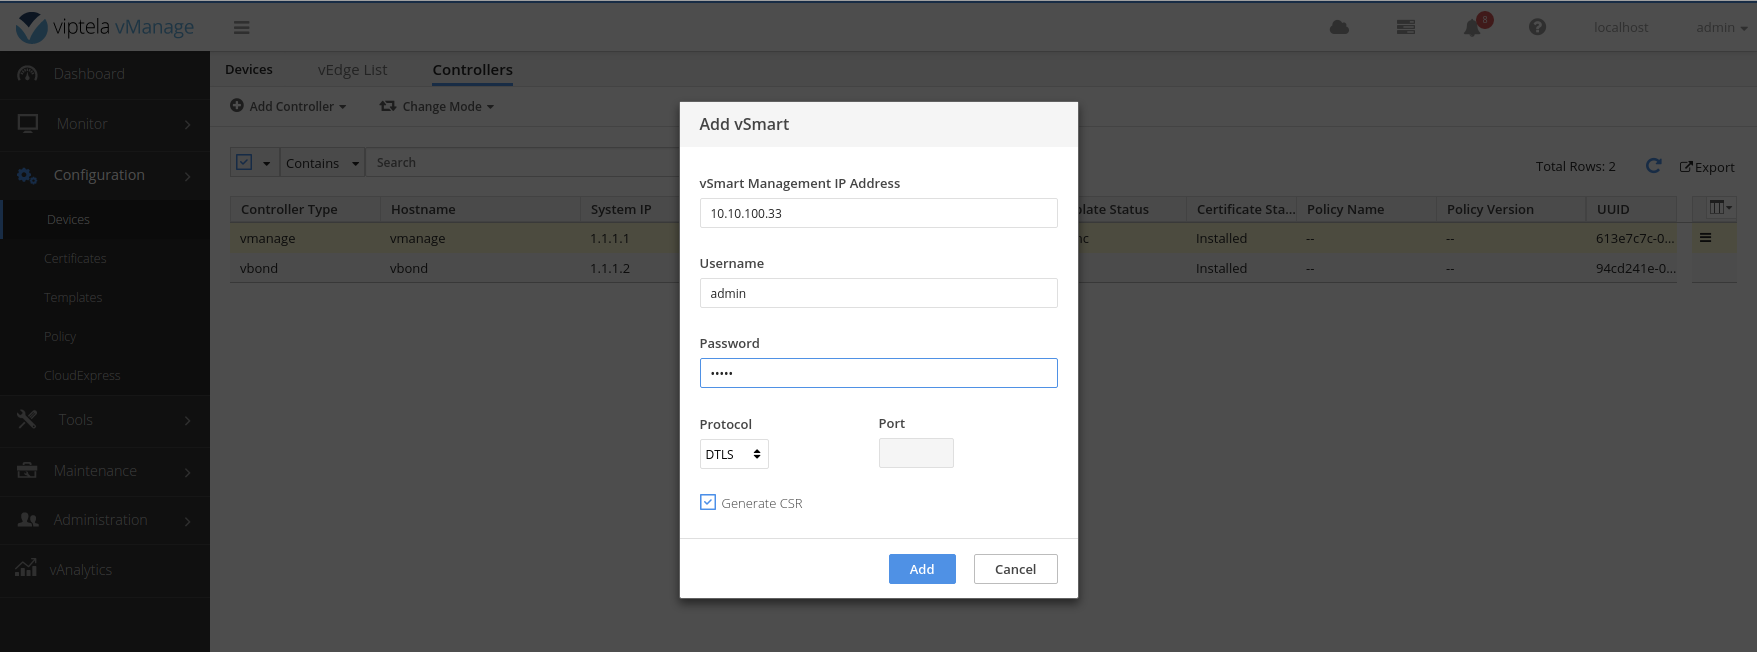 viptela vManage
8
localhost
admin
Dashboard
Monitor
Configuration
Devices
Certificates
Templates
Policy
CloudExpress
Tools
Maintenance
Administration
vAnalytics
Devices vEdge List Controllers
Add Controller Change Mode
Contains Search
Total Rows: 2 Export
Controller Type Hostname System IP Status Certificate Sta... Policy Name Policy Version UUID
vmanage vmanage 1.1.1.1 Installed -- -- 613e7c7c-0...
vbond vbond 1.1.1.2 Installed -- -- 94cd241e-0...
Add vSmart
vSmart Management IP Address
10.10.100.33
Username
admin
Password
•••••
Protocol Port
DTLS
Generate CSR
Add Cancel